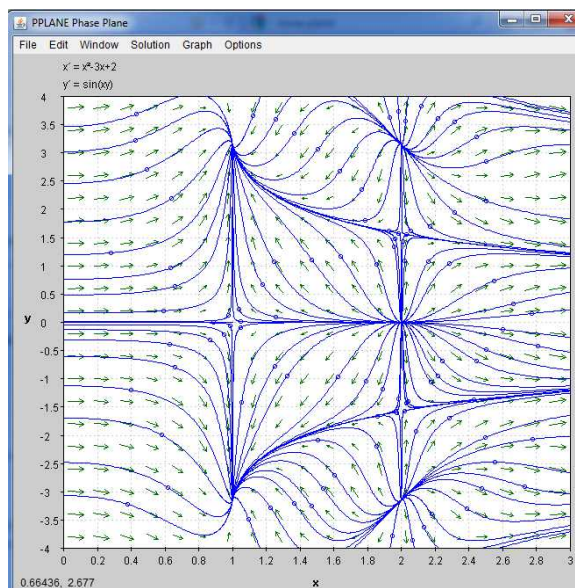 PPLANE Phase Plane
File Edit Window Solution Graph Options
x' = x²-3x+2
y' = sin(xy)
4
3.5
3
2.5
2
1.5
1
0.5
0
y
-0.5
-1
-1.5
-2
-2.5
-3
-3.5
-4
0 0.2 0.4 0.6 0.8 1 1.2 1.4 1.6 1.8 2 2.2 2.4 2.6 2.8 3
0.66436, 2.677
x